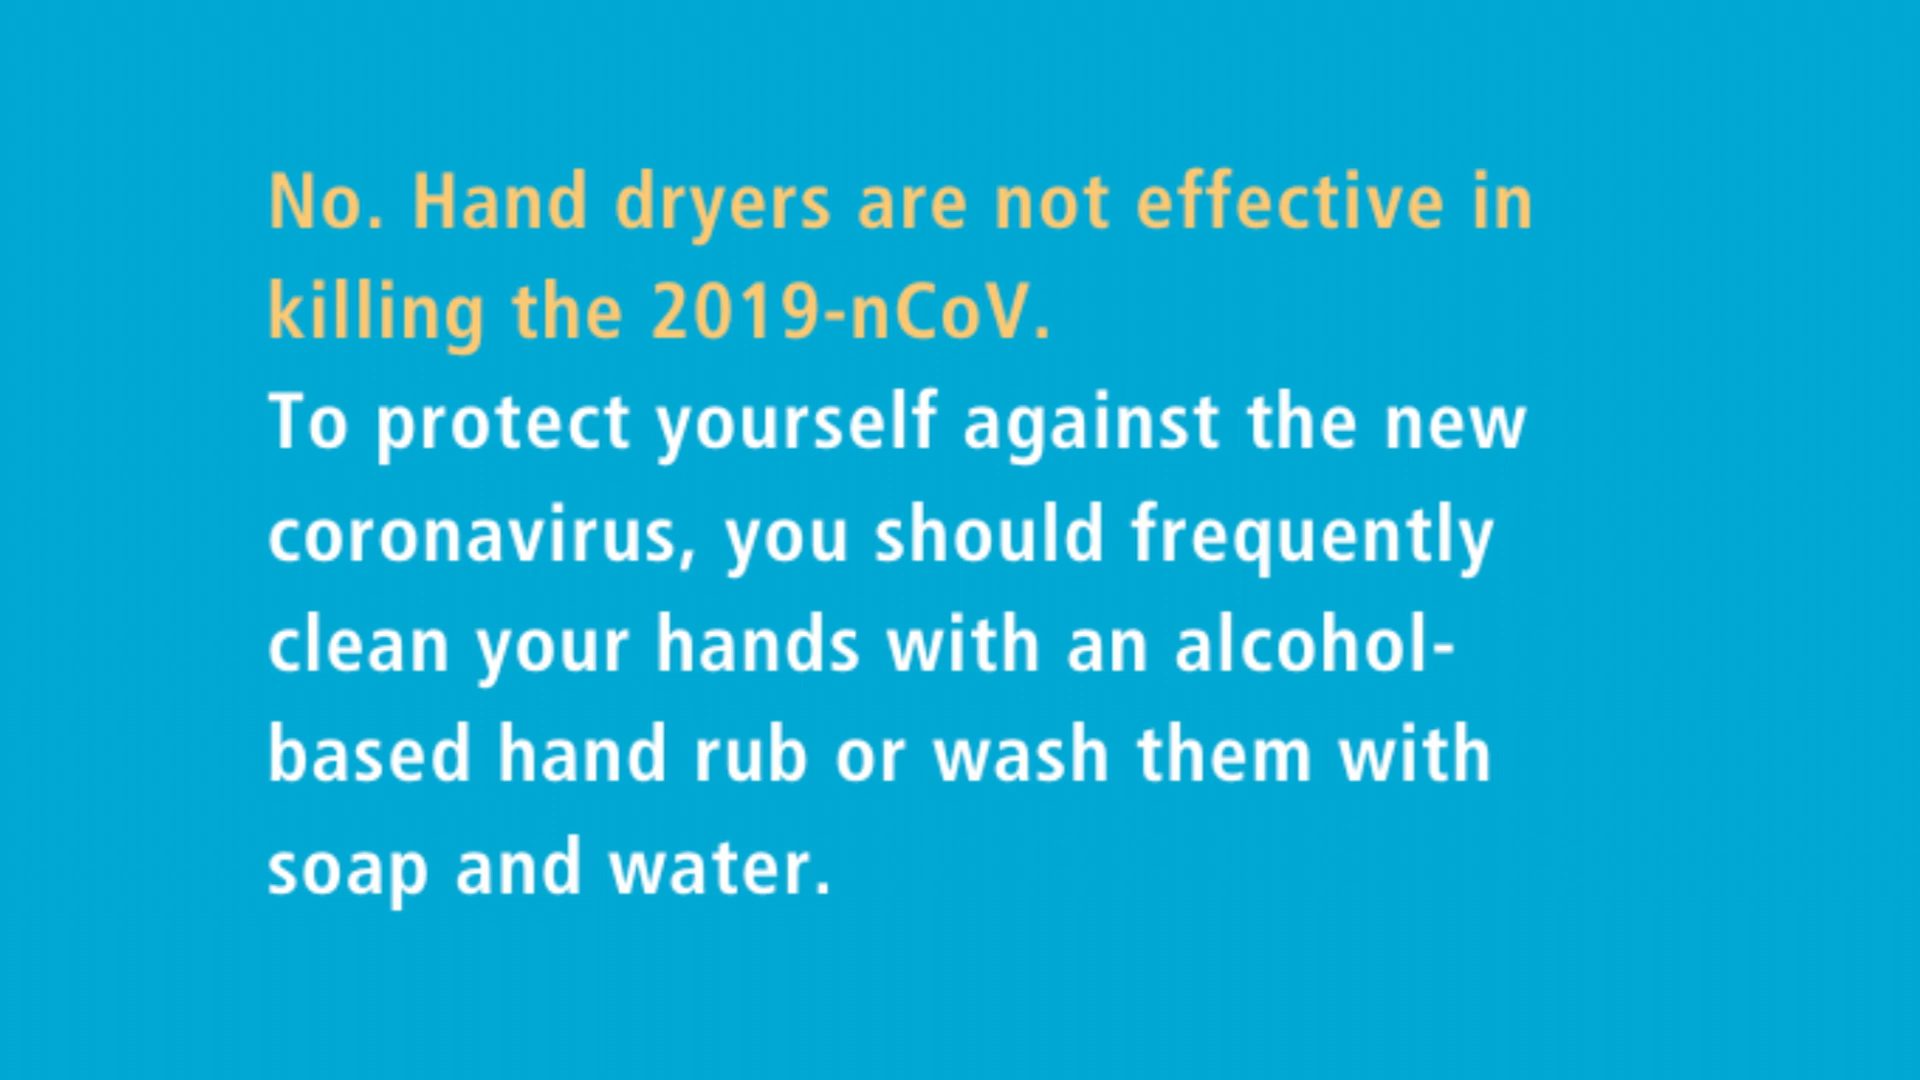 No. Hand dryers are not effective in
killing the 2019-nCoV.
To protect yourself against the new
coronavirus, you should frequently
clean your hands with an alcohol-
based hand rub or wash them with
soap and water.